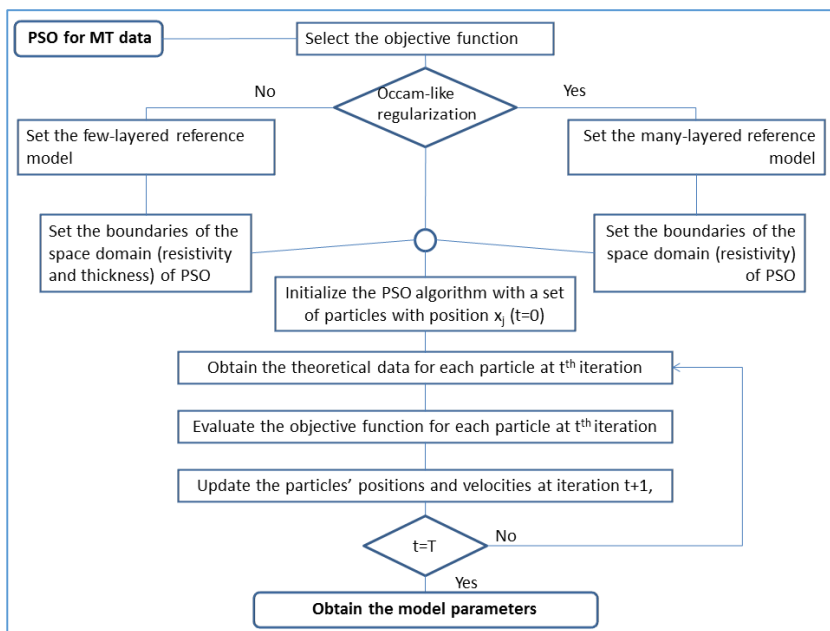 PSO for MT data
Select the objective function
Occam-like
regularization
No
Yes
Set the few-layered reference
model
Set the many-layered reference
model
Set the boundaries of the
space domain (resistivity
and thickness) of PSO
Set the boundaries of the
space domain (resistivity)
of PSO
Initialize the PSO algorithm with a set
of particles with position xj (t=0)
Obtain the theoretical data for each particle at tth iteration
Evaluate the objective function for each particle at tth iteration
Update the particles’ positions and velocities at iteration t+1,
t=T
No
Yes
Obtain the model parameters